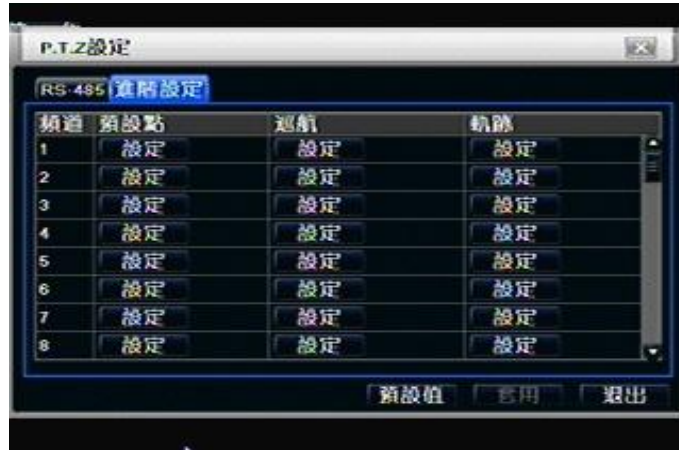 P.T.Z設定
RS-485 進階設定
頻道 預設點 巡航 軌跡
1 設定 設定 設定
2 設定 設定 設定
3 設定 設定 設定
4 設定 設定 設定
5 設定 設定 設定
6 設定 設定 設定
7 設定 設定 設定
8 設定 設定 設定
預設值 套用 退出